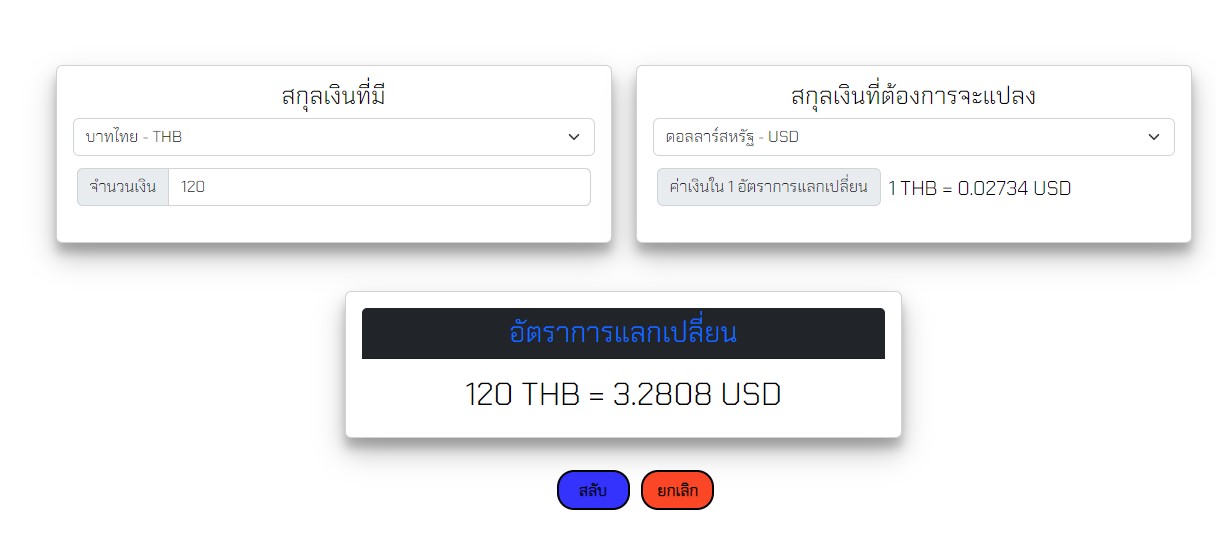 สกุลเงินที่มี
บาทไทย - THB
จำนวนเงิน 120
สกุลเงินที่ต้องการจะแปลง
ดอลลาร์สหรัฐ - USD
ค่าเงินใน 1 อัตราการแลกเปลี่ยน 1 THB = 0.02734 USD
อัตราการแลกเปลี่ยน
120 THB = 3.2808 USD
สลับ ยกเลิก